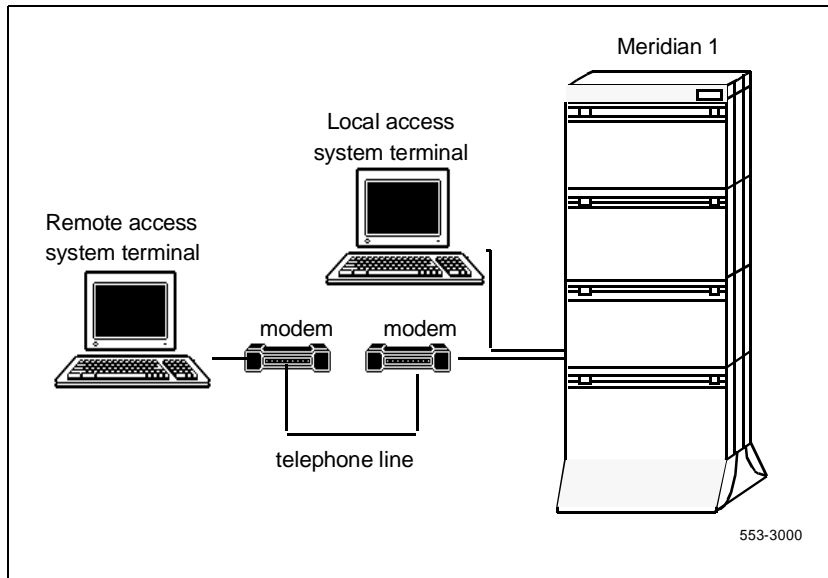 Meridian 1
Local access
system terminal
Remote access
system terminal
modem
modem
telephone line
553-3000